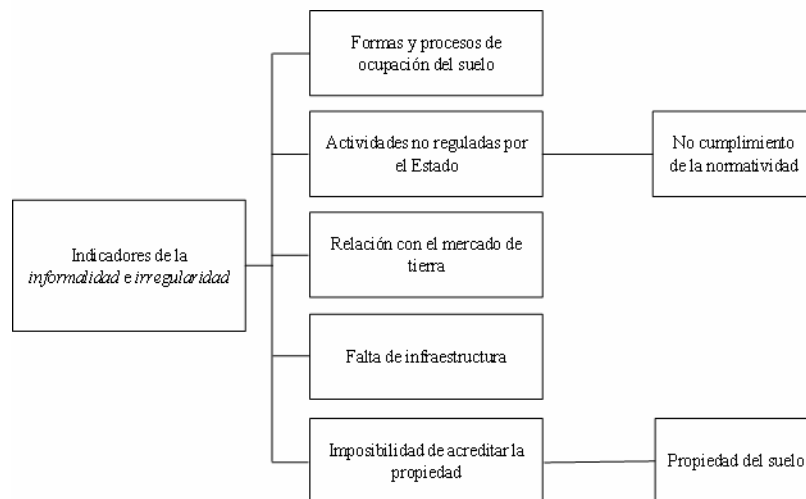 Formas y procesos de
ocupación del suelo
Actividades no reguladas por
el Estado
No cumplimiento
de la normatividad
Indicadores de la
informalidad e irregularidad
Relación con el mercado de
tierra
Falta de infraestructura
Imposibilidad de acreditar la
propiedad
Propiedad del suelo